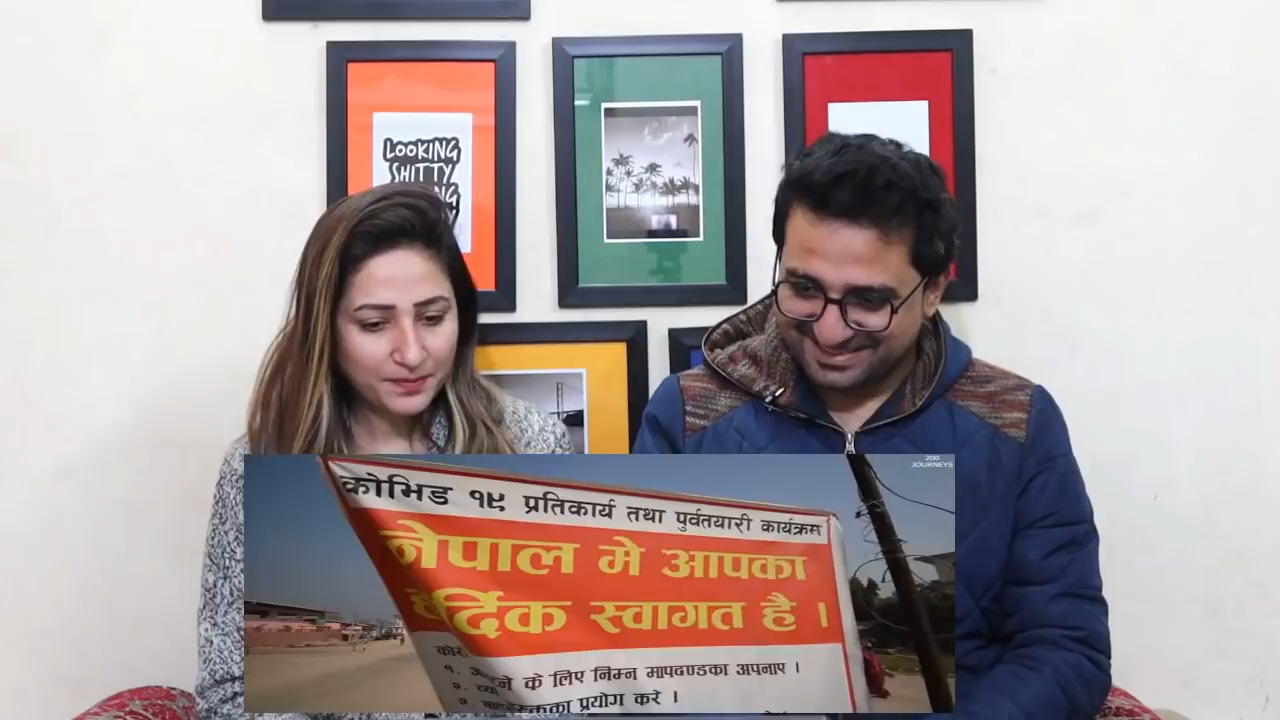 LOOKING
SHITTY
200
JOURNEYS
कोभिड १९ प्रतिकार्य तथा पुर्वतयारी कार्यक्रम
नेपाल मे आपका
स्वागत है ।
के लिए निम्न मापदण्डका अपनाए ।
प्रयोग करे ।